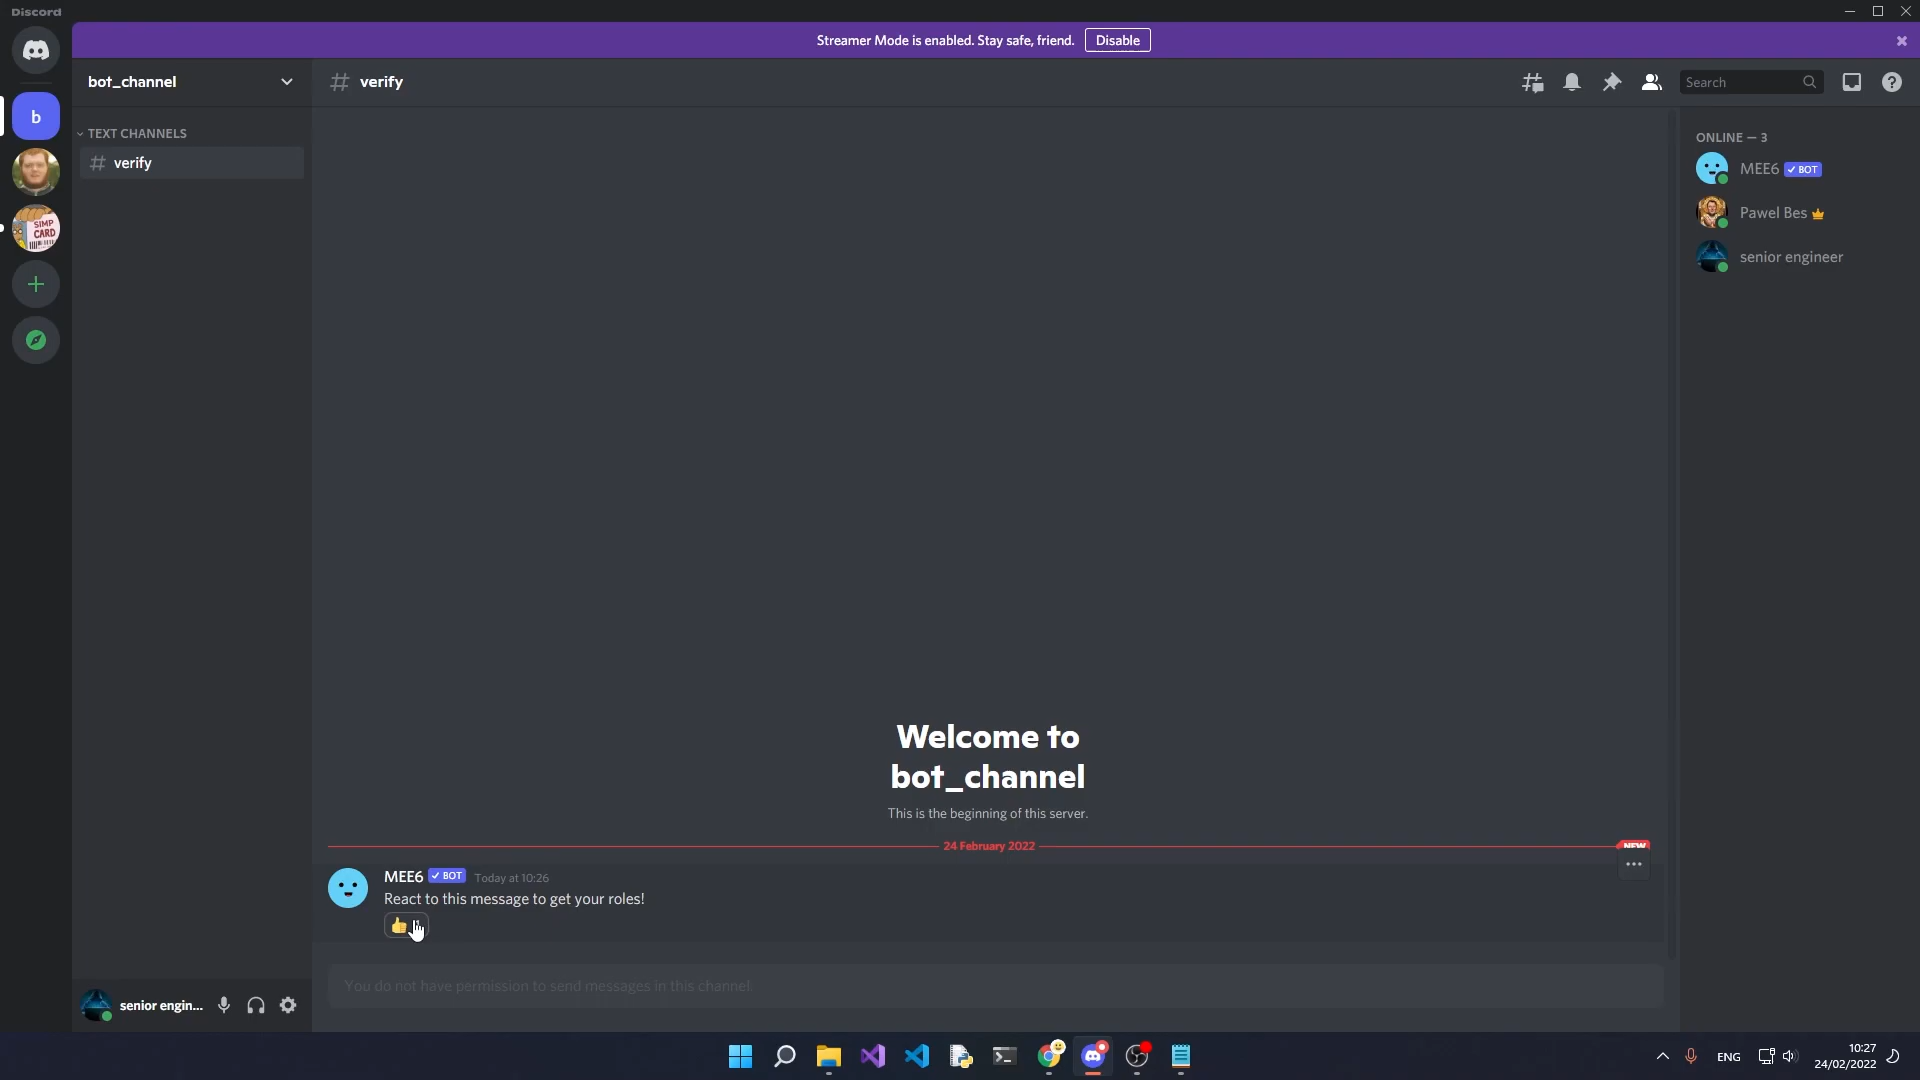 Discord
Streamer Mode is enabled. Stay safe, friend. Disable
bot_channel
verify
Search
TEXT CHANNELS
verify
b
SIMP
CARD
ONLINE — 3
MEE6 BOT
Pawel Bes
senior engineer
Welcome to
bot_channel
This is the beginning of this server.
24 February 2022
NEW
MEE6 BOT Today at 10:26
React to this message to get your roles!
You do not have permission to send messages in this channel.
senior engin...
ENG
10:27
24/02/2022